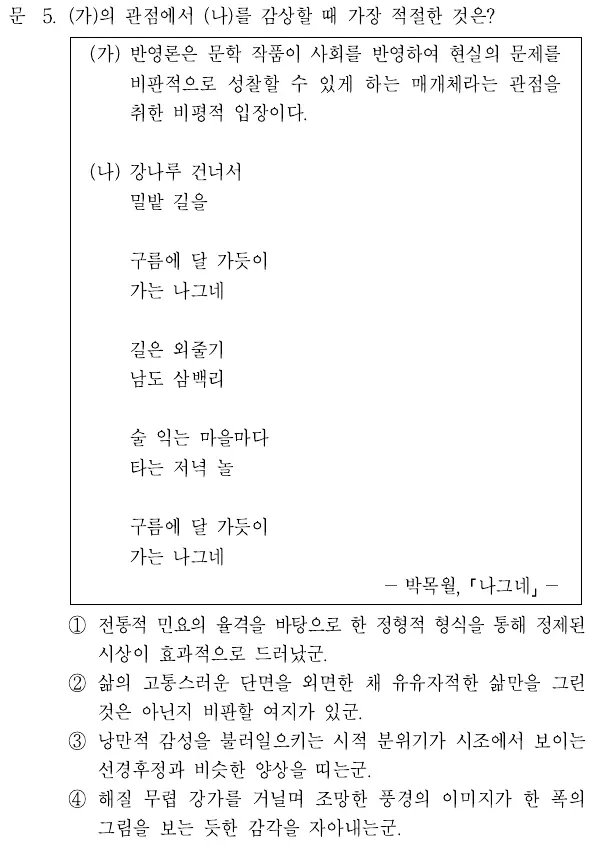 문 5. (가)의 관점에서 (나)를 감상할 때 가장 적절한 것은?
(가) 반영론은 문학 작품이 사회를 반영하여 현실의 문제를
비판적으로 성찰할 수 있게 하는 매개체라는 관점을
취한 비평적 입장이다.
(나) 강나루 건너서
밀밭 길을
구름에 달 가듯이
가는 나그네
길은 외줄기
남도 삼백리
술 익는 마을마다
타는 저녁 놀
구름에 달 가듯이
가는 나그네
－ 박목월, 「나그네」 －
① 전통적 민요의 율격을 바탕으로 한 정형적 형식을 통해 정제된
시상이 효과적으로 드러났군.
② 삶의 고통스러운 단면을 외면한 채 유유자적한 삶만을 그린
것은 아닌지 비판할 여지가 있군.
③ 낭만적 감성을 불러일으키는 시적 분위기가 시조에서 보이는
선경후정과 비슷한 양상을 띠는군.
④ 해질 무렵 강가를 거닐며 조망한 풍경의 이미지가 한 폭의
그림을 보는 듯한 감각을 자아내는군.